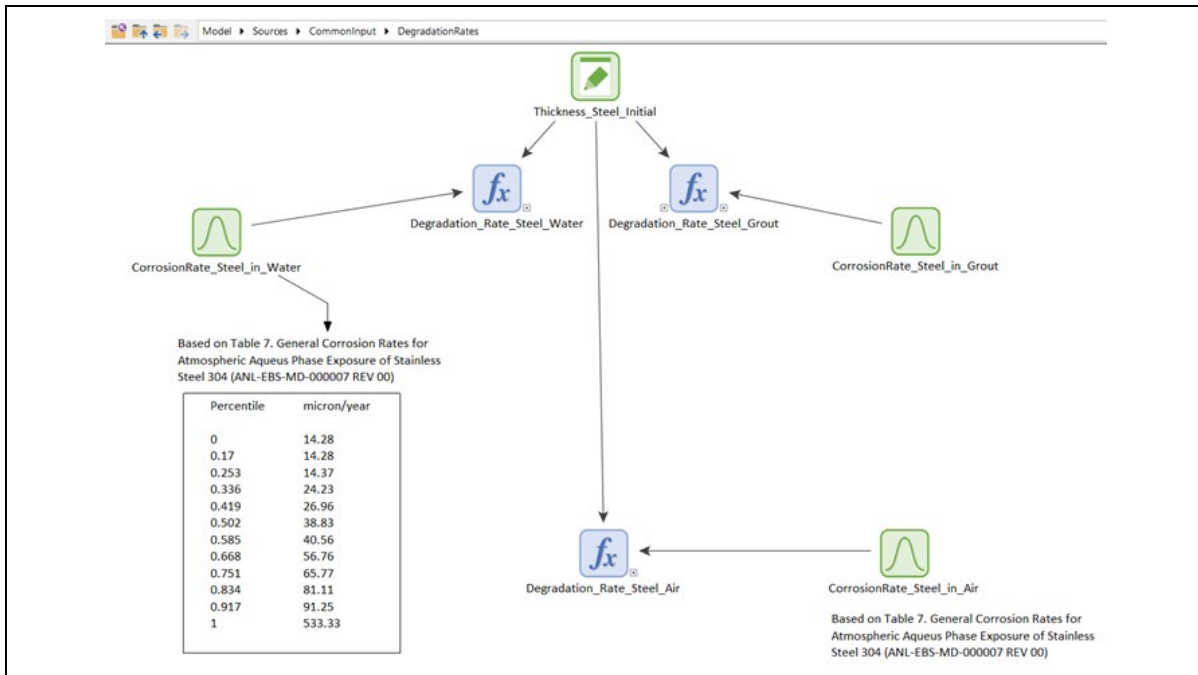 Model ▸ Sources ▸ CommonInput ▸ DegradationRates
Thickness_Steel_Initial
fx
fx
Degradation_Rate_Steel_Water
Degradation_Rate_Steel_Grout
CorrosionRate_Steel_in_Water
CorrosionRate_Steel_in_Grout
Based on Table 7. General Corrosion Rates for
Atmospheric Aqueus Phase Exposure of Stainless
Steel 304 (ANL-EBS-MD-000007 REV 00)
Percentile micron/year
0 14.28
0.17 14.28
0.253 14.37
0.336 24.23
0.419 26.96
0.502 38.83
0.585 40.56
0.668 56.76
0.751 65.77
0.834 81.11
0.917 91.25
1 533.33
fx
Degradation_Rate_Steel_Air
CorrosionRate_Steel_in_Air
Based on Table 7. General Corrosion Rates for
Atmospheric Aqueus Phase Exposure of Stainless
Steel 304 (ANL-EBS-MD-000007 REV 00)